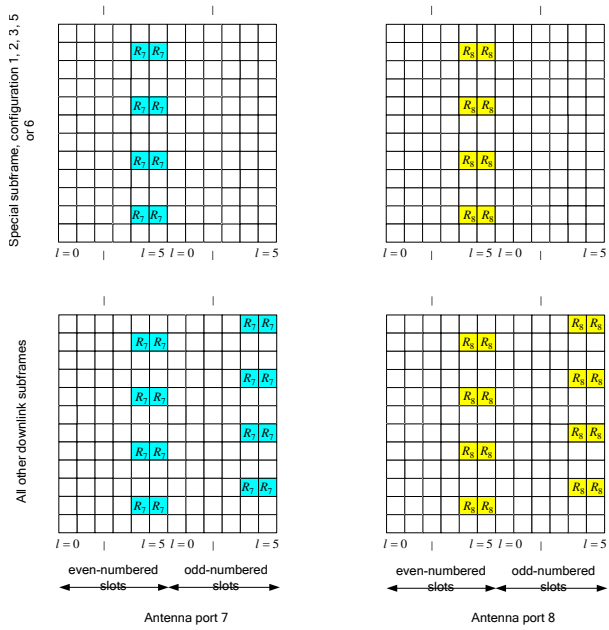 Special subframe, configuration 1, 2, 3, 5
or 6
R7 R7
R7 R7
R7 R7
R7 R7
l = 0
l = 5
l = 0
l = 5
R8 R8
R8 R8
R8 R8
R8 R8
l = 0
l = 5
l = 0
l = 5
All other downlink subframes
R7 R7
R7 R7
R7 R7
R7 R7
R7 R7
R7 R7
R7 R7
R7 R7
l = 0
l = 5
l = 0
l = 5
even-numbered
slots
odd-numbered
slots
Antenna port 7
R8 R8
R8 R8
R8 R8
R8 R8
R8 R8
R8 R8
R8 R8
R8 R8
l = 0
l = 5
l = 0
l = 5
even-numbered
slots
odd-numbered
slots
Antenna port 8